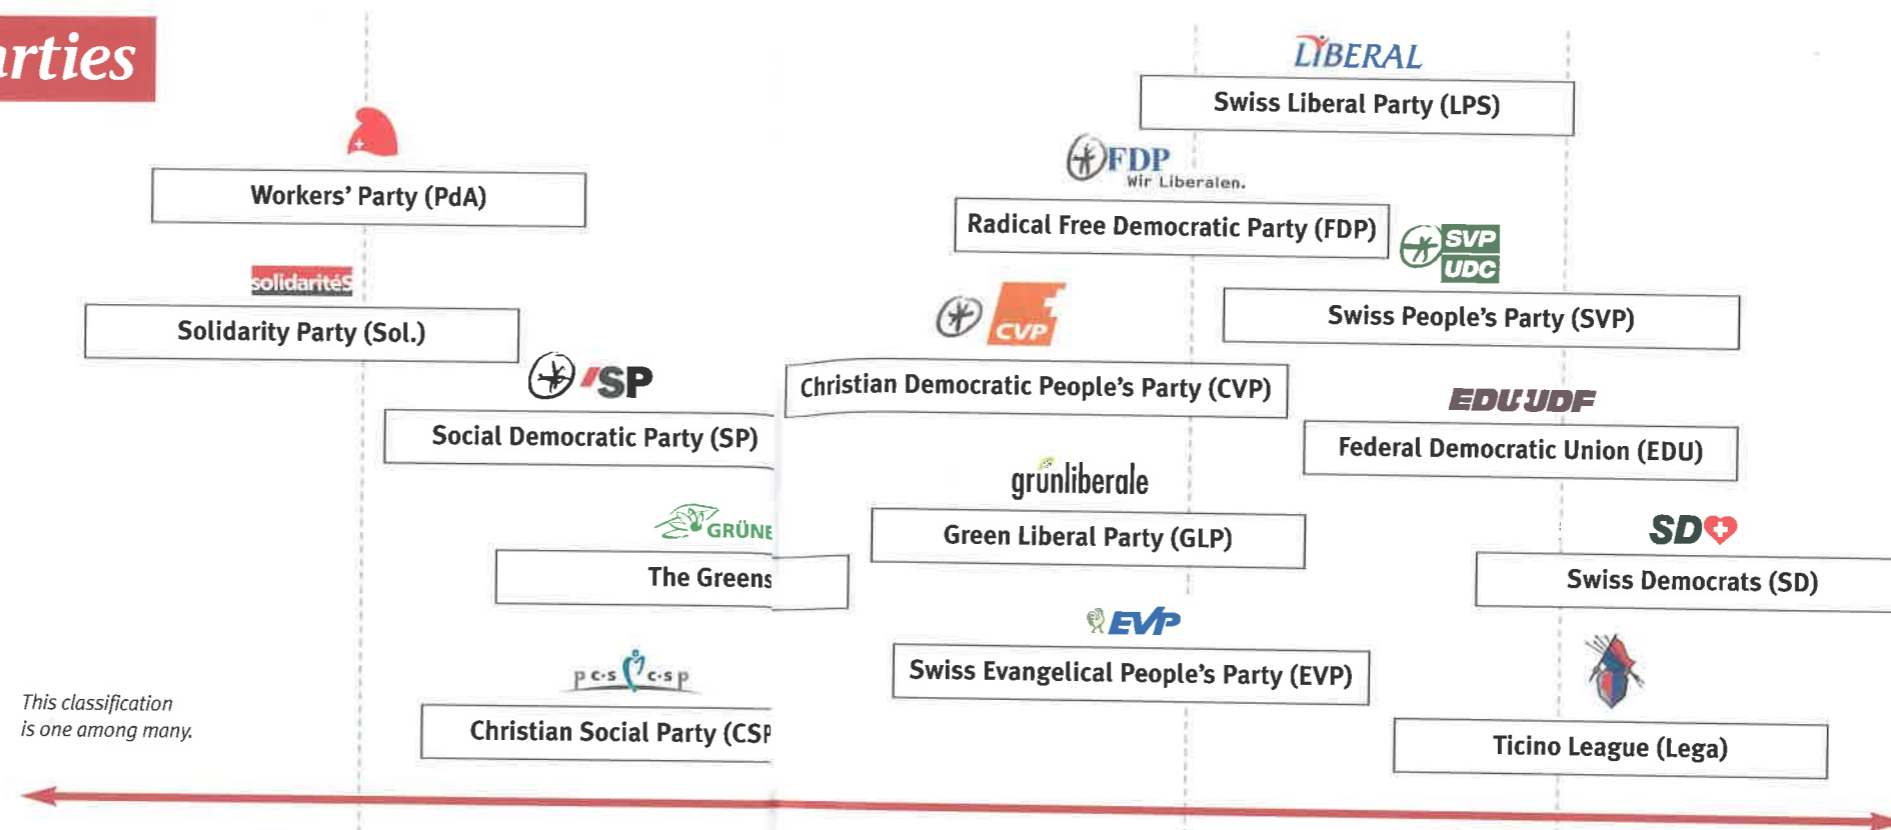 arties
LIBERAL
Swiss Liberal Party (LPS)
Workers' Party (PdA)
FDP
Wir Liberalen.
Radical Free Democratic Party (FDP)
solidaritéS
Solidarity Party (Sol.)
SVP
UDC
Swiss People's Party (SVP)
CVP
Christian Democratic People's Party (CVP)
SP
Social Democratic Party (SP)
EDU UDF
Federal Democratic Union (EDU)
grünliberale
Green Liberal Party (GLP)
GRÜNE
The Greens
SD
Swiss Democrats (SD)
EVP
Swiss Evangelical People's Party (EVP)
pc-s c-sp
Christian Social Party (CSP
Ticino League (Lega)
This classification
is one among many.